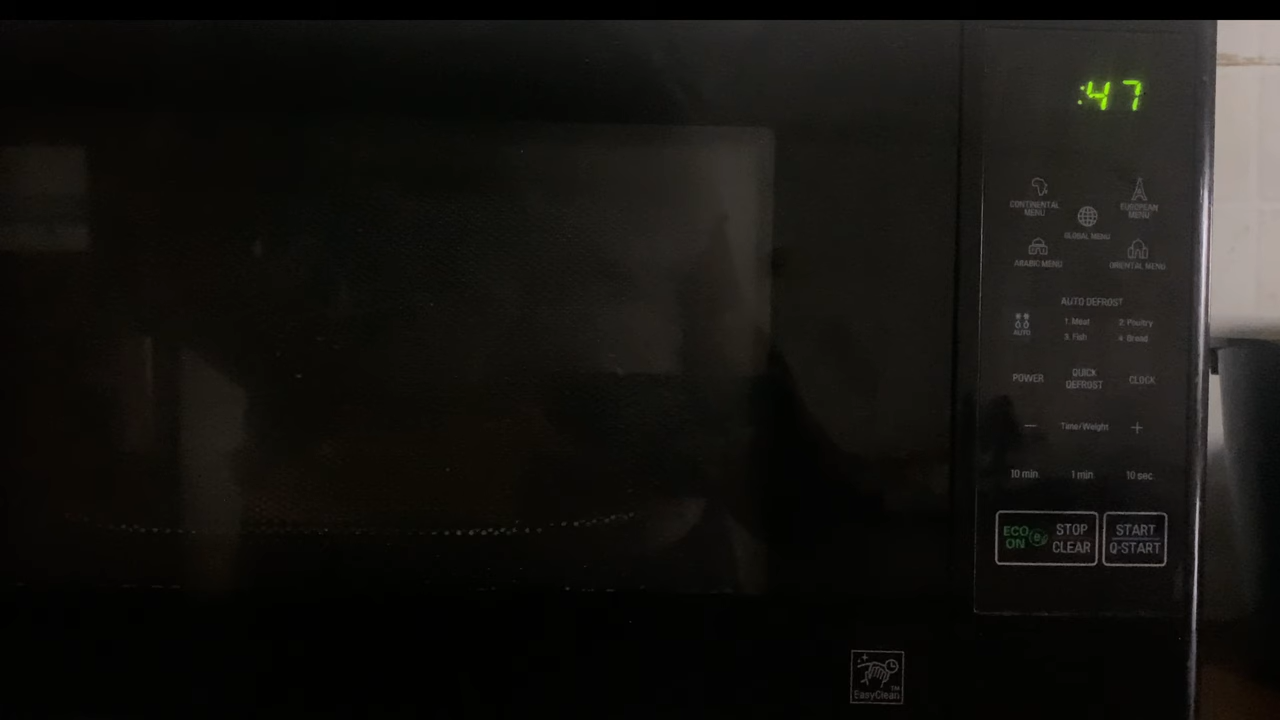 :47
CONTINENTAL
MENU
EUROPEAN
MENU
GLOBAL MENU
ARABIC MENU
ORIENTAL MENU
AUTO DEFROST
AUTO
1. Meat
2. Poultry
3. Fish
4. Bread
POWER
QUICK
DEFROST
CLOCK
− Time/Weight +
10 min.
1 min
10 sec.
ECO
ON
STOP
CLEAR
START
Q-START
EasyClean™